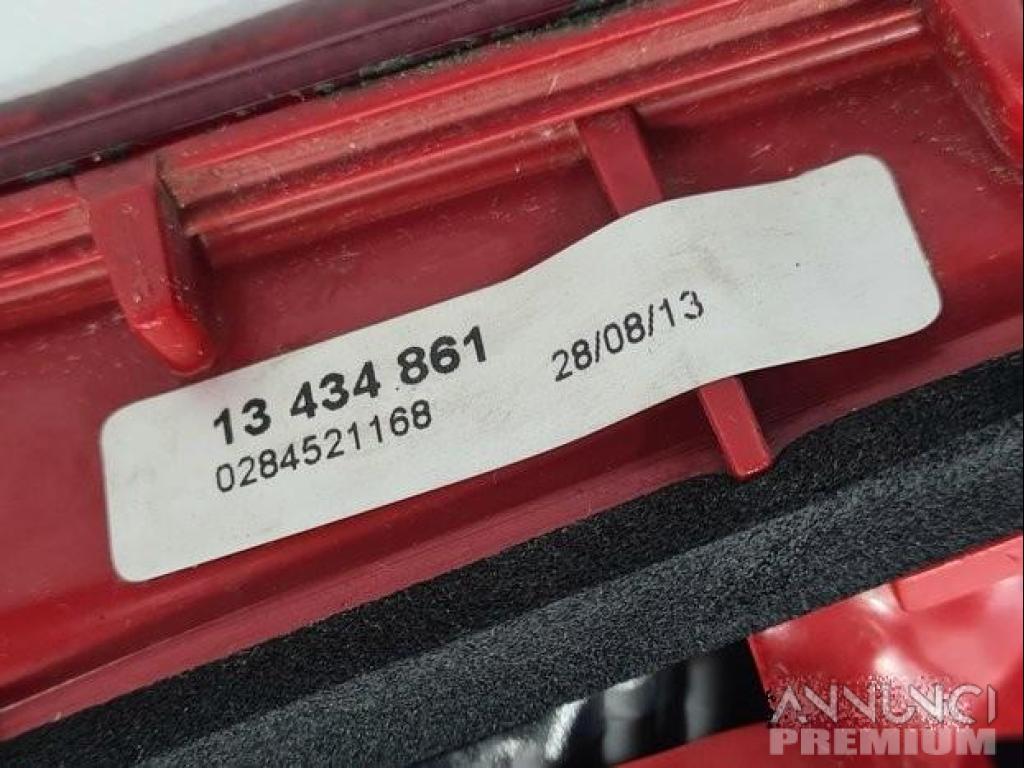 13 434 861
0284521168
28/08/13
ANNUNCI
PREMIUM